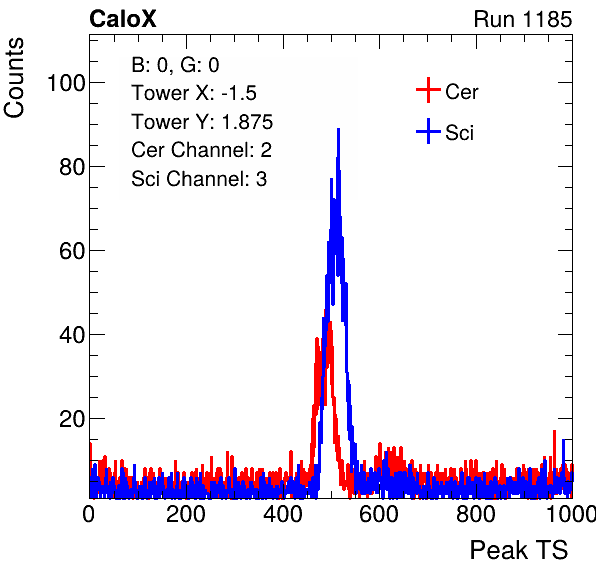 CaloX Run 1185
Counts
B: 0, G: 0
Tower X: -1.5
Tower Y: 1.875
Cer Channel: 2
Sci Channel: 3
Cer
Sci
100
80
60
40
20
0 200 400 600 800 1000
Peak TS